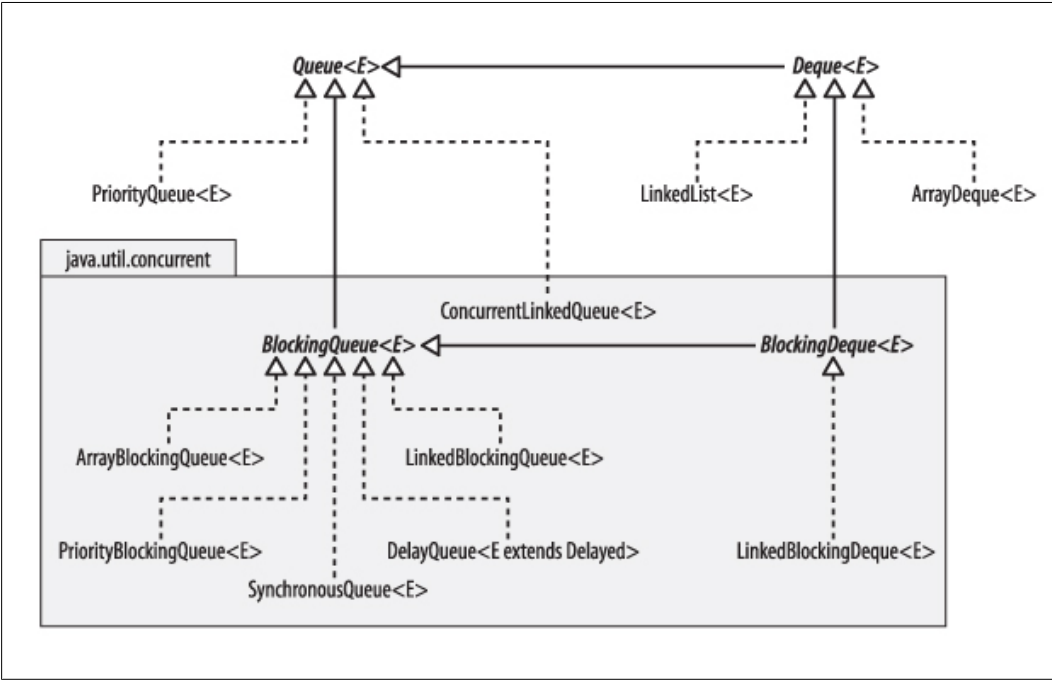 Queue<E>
Deque<E>
PriorityQueue<E>
LinkedList<E>
ArrayDeque<E>
java.util.concurrent
ConcurrentLinkedQueue<E>
BlockingQueue<E>
BlockingDeque<E>
ArrayBlockingQueue<E>
LinkedBlockingQueue<E>
PriorityBlockingQueue<E>
DelayQueue<E extends Delayed>
LinkedBlockingDeque<E>
SynchronousQueue<E>